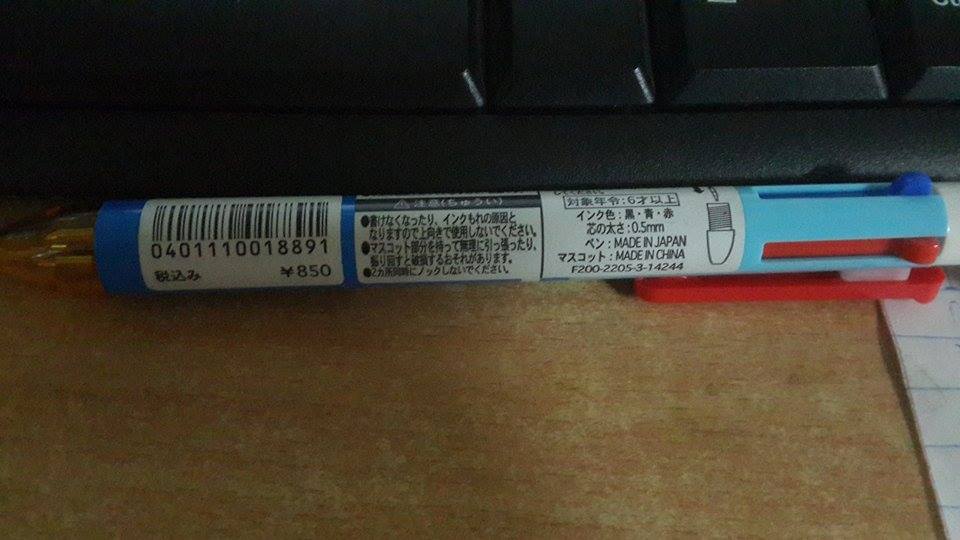 0401110018891
税込み ¥850
⚠ 注意(ちゅうい)
●書けなくなったり、インクもれの原因と
なりますので上向きで使用しないでください。
●マスコット部分を持って無理に引っ張ったり、
振り回すと破損するおそれがあります。
●2カ所同時にノックしないでください。
対象年令:6才以上
インク色:黒・青・赤
芯の太さ:0.5mm
ペン:MADE IN JAPAN
マスコット:MADE IN CHINA
F200-2205-3-14244